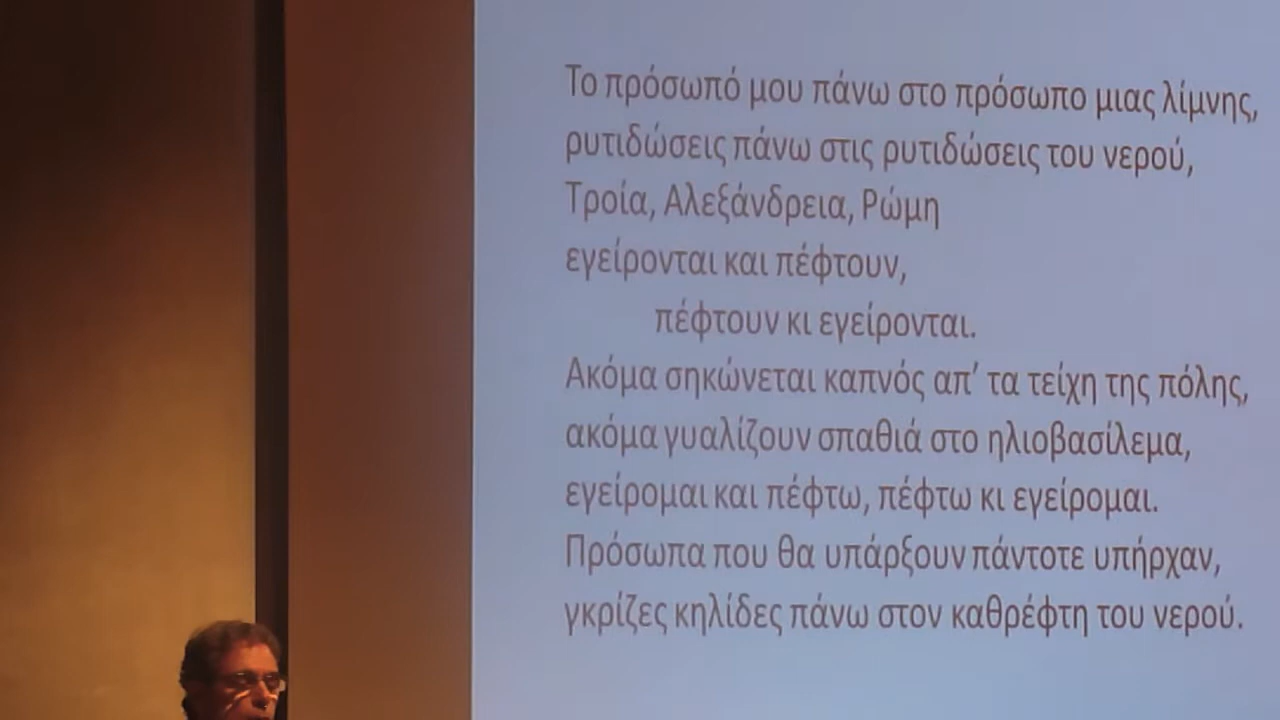 Το πρόσωπό μου πάνω στο πρόσωπο μιας λίμνης,
ρυτιδώσεις πάνω στις ρυτιδώσεις του νερού,
Τροία, Αλεξάνδρεια, Ρώμη
εγείρονται και πέφτουν,
πέφτουν κι εγείρονται.
Ακόμα σηκώνεται καπνός απ’ τα τείχη της πόλης,
ακόμα γυαλίζουν σπαθιά στο ηλιοβασίλεμα,
εγείρομαι και πέφτω, πέφτω κι εγείρομαι.
Πρόσωπα που θα υπάρξουν πάντοτε υπήρχαν,
γκρίζες κηλίδες πάνω στον καθρέφτη του νερού.